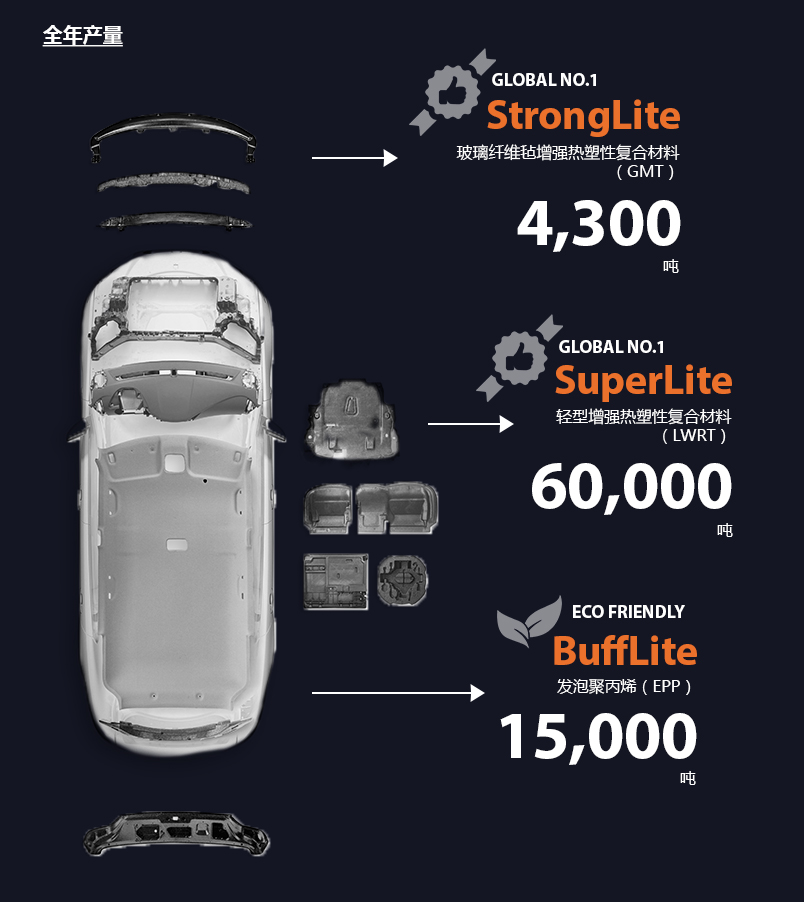 全年产量
GLOBAL NO.1
StrongLite
玻璃纤维毡增强热塑性复合材料
（GMT）
4,300
吨
GLOBAL NO.1
SuperLite
轻型增强热塑性复合材料
（LWRT）
60,000
吨
ECO FRIENDLY
BuffLite
发泡聚丙烯（EPP）
15,000
吨